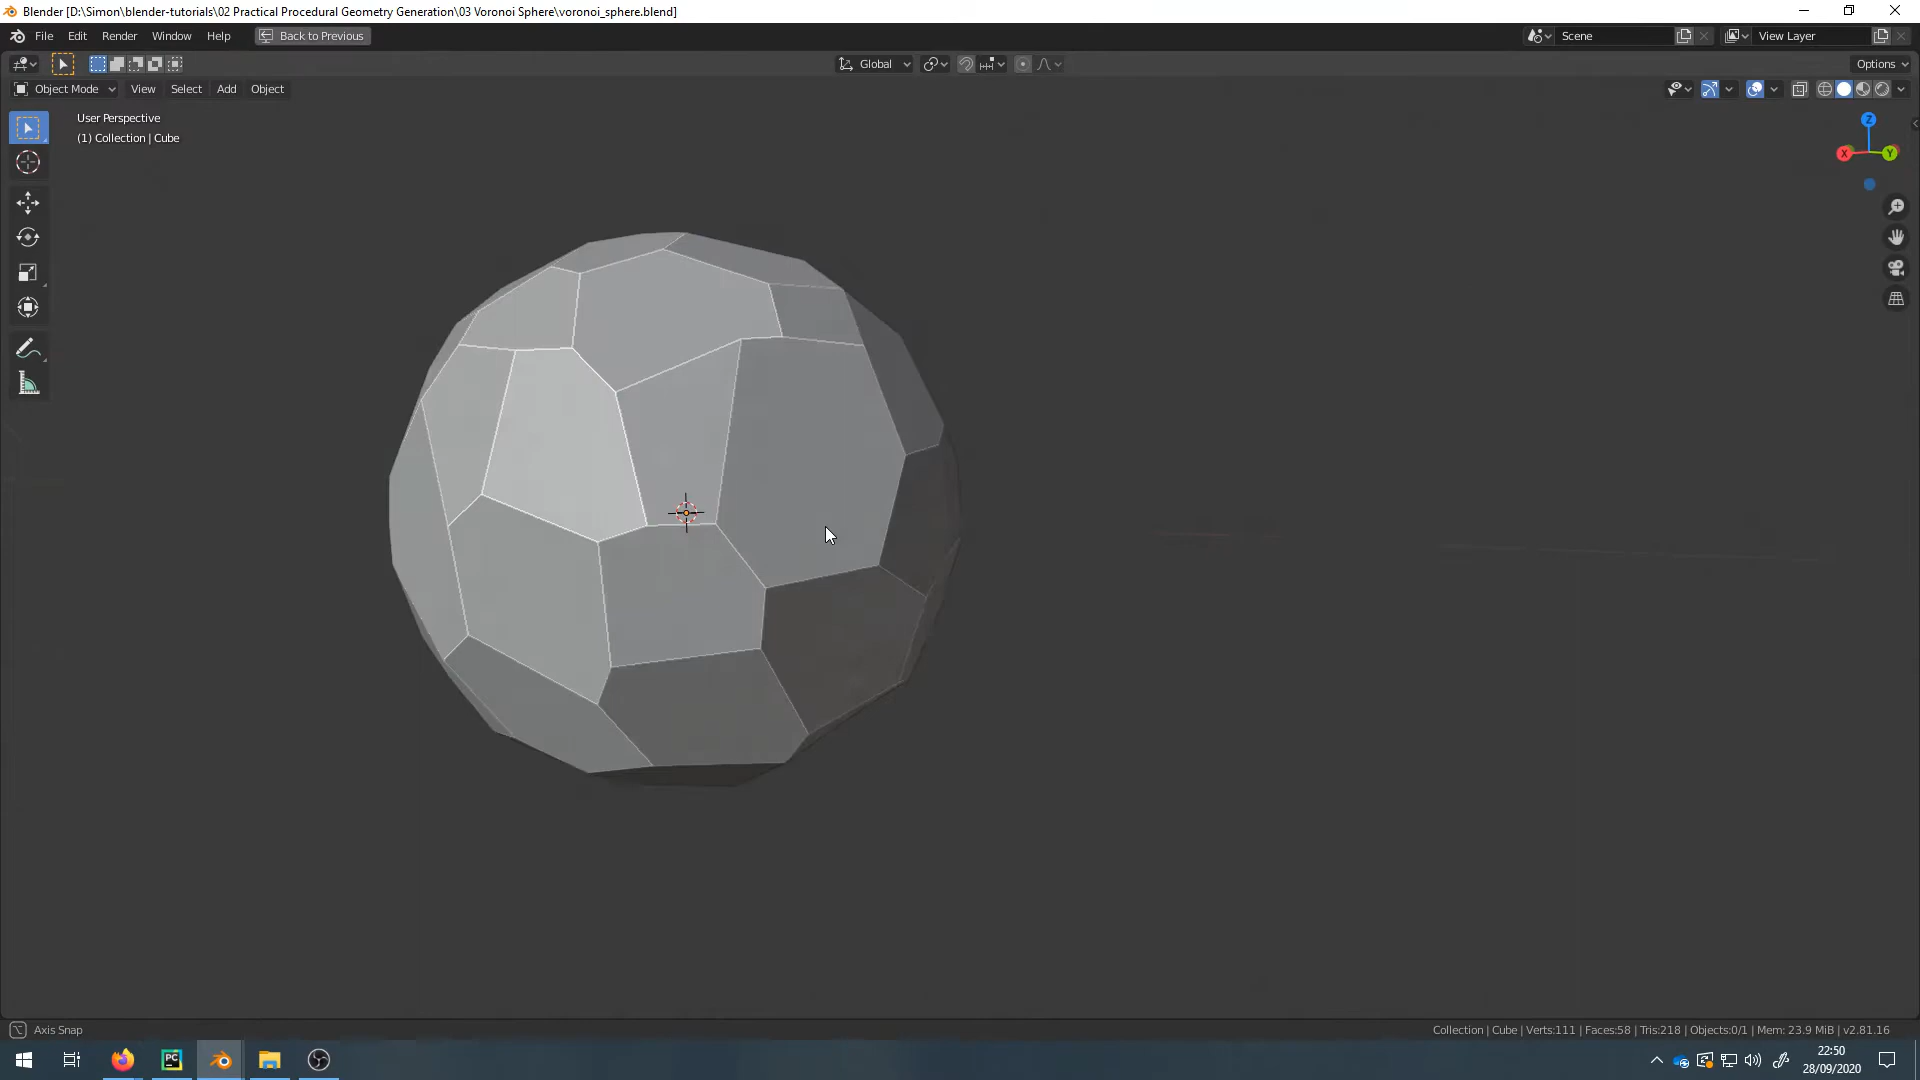 Blender [D:\Simon\blender-tutorials\02 Practical Procedural Geometry Generation\03 Voronoi Sphere\voronoi_sphere.blend]
File Edit Render Window Help Back to Previous Scene View Layer
Global Options
Object Mode View Select Add Object
User Perspective
(1) Collection | Cube
Z
X Y
Axis Snap Collection | Cube | Verts:111 | Faces:58 | Tris:218 | Objects:0/1 | Mem: 23.9 MiB | v2.81.16
PC
22:50
28/09/2020